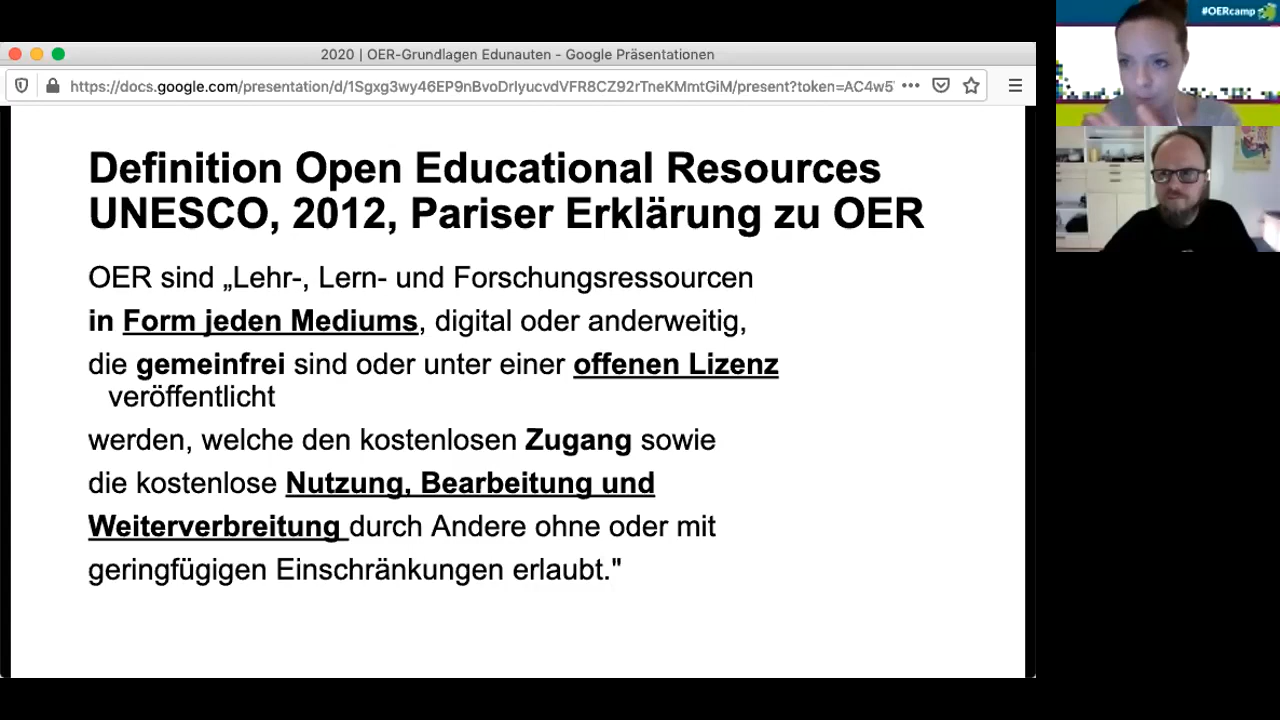 #OERcamp
2020 | OER-Grundlagen Edunauten - Google Präsentationen
https://docs.google.com/presentation/d/1Sgxg3wy46EP9nBvoDrIyucvdVFR8CZ92rTneKMmtGiM/present?token=AC4w5
Definition Open Educational Resources
UNESCO, 2012, Pariser Erklärung zu OER
OER sind „Lehr-, Lern- und Forschungsressourcen
in Form jeden Mediums, digital oder anderweitig,
die gemeinfrei sind oder unter einer offenen Lizenz
veröffentlicht
werden, welche den kostenlosen Zugang sowie
die kostenlose Nutzung, Bearbeitung und
Weiterverbreitung durch Andere ohne oder mit
geringfügigen Einschränkungen erlaubt."